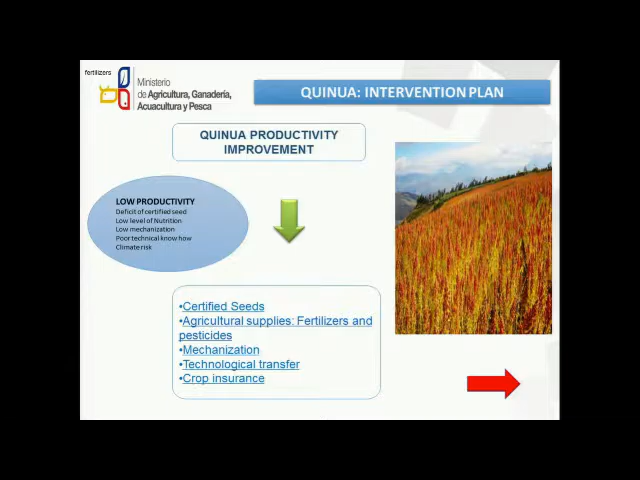 fertilizers
Ministerio
de Agricultura, Ganadería,
Acuacultura y Pesca
QUINUA: INTERVENTION PLAN
QUINUA PRODUCTIVITY
IMPROVEMENT
LOW PRODUCTIVITY
Deficit of certified seed
Low level of Nutrition
Low mechanization
Poor technical know how
Climate risk
•Certified Seeds
•Agricultural supplies: Fertilizers and
pesticides
•Mechanization
•Technological transfer
•Crop insurance